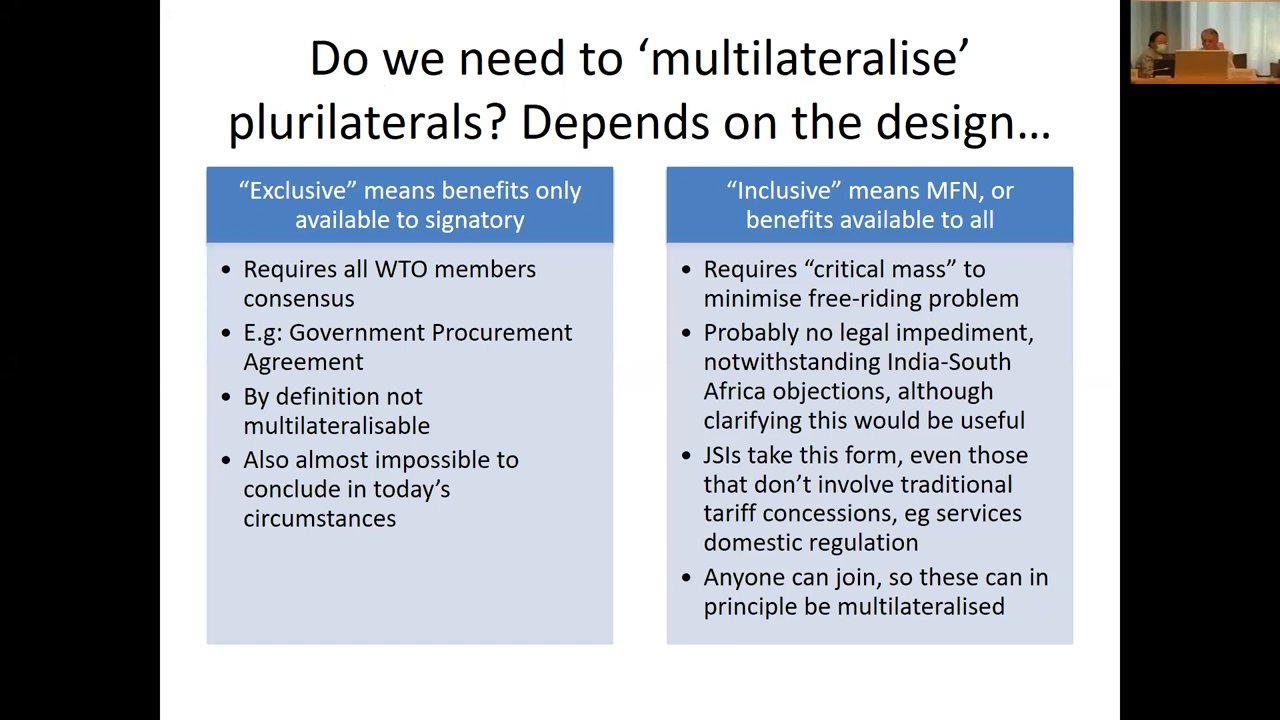 Do we need to ‘multilateralise’
plurilaterals? Depends on the design…
“Exclusive” means benefits only
available to signatory
• Requires all WTO members
consensus
• E.g: Government Procurement
Agreement
• By definition not
multilateralisable
• Also almost impossible to
conclude in today’s
circumstances
“Inclusive” means MFN, or
benefits available to all
• Requires “critical mass” to
minimise free-riding problem
• Probably no legal impediment,
notwithstanding India-South
Africa objections, although
clarifying this would be useful
• JSIs take this form, even those
that don’t involve traditional
tariff concessions, eg services
domestic regulation
• Anyone can join, so these can in
principle be multilateralised